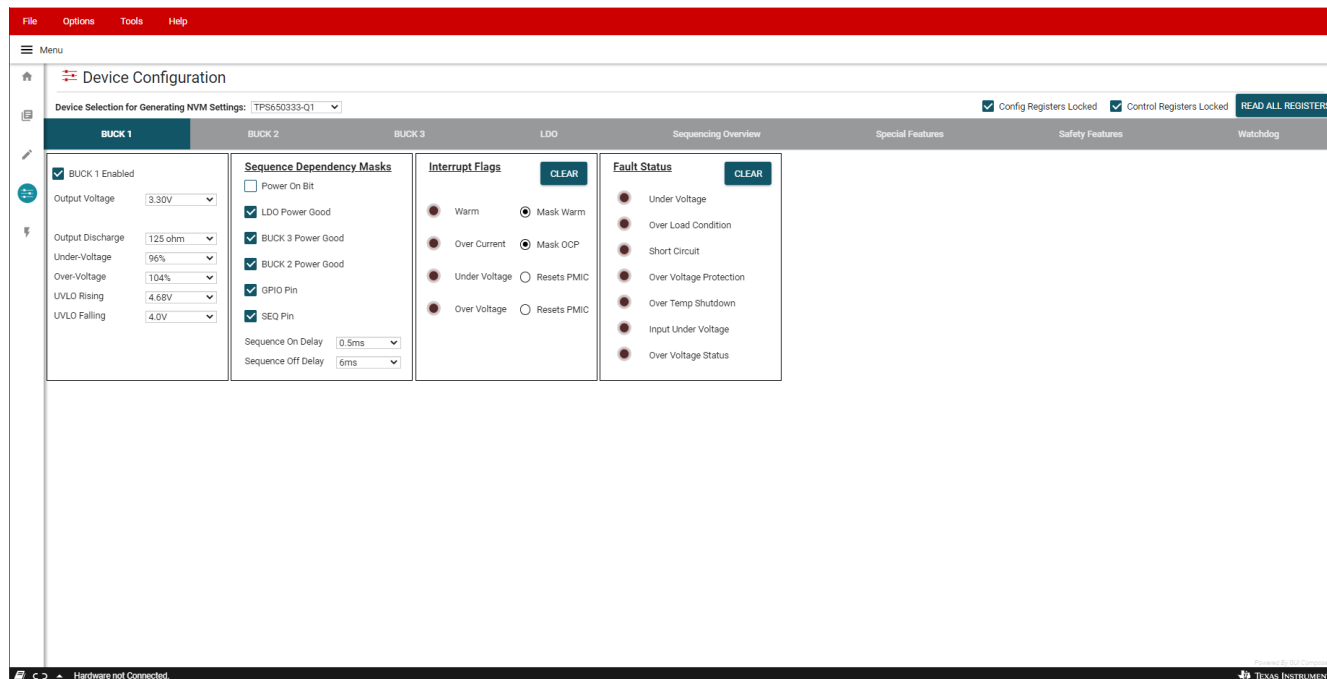 File Options Tools Help
Menu
Device Configuration
Device Selection for Generating NVM Settings: TPS650333-Q1
Config Registers Locked Control Registers Locked READ ALL REGISTERS
BUCK 1 BUCK 2 BUCK 3 LDO Sequencing Overview Special Features Safety Features Watchdog
BUCK 1 Enabled
Output Voltage 3.30V
Output Discharge 125 ohm
Under-Voltage 96%
Over-Voltage 104%
UVLO Rising 4.68V
UVLO Falling 4.0V
Sequence Dependency Masks
Power On Bit
LDO Power Good
BUCK 3 Power Good
BUCK 2 Power Good
GPIO Pin
SEQ Pin
Sequence On Delay 0.5ms
Sequence Off Delay 6ms
Interrupt Flags CLEAR
Warm Mask Warm
Over Current Mask OCP
Under Voltage Resets PMIC
Over Voltage Resets PMIC
Fault Status CLEAR
Under Voltage
Over Load Condition
Short Circuit
Over Voltage Protection
Over Temp Shutdown
Input Under Voltage
Over Voltage Status
Powered By GUI Compose
Hardware not Connected.
TEXAS INSTRUMEN